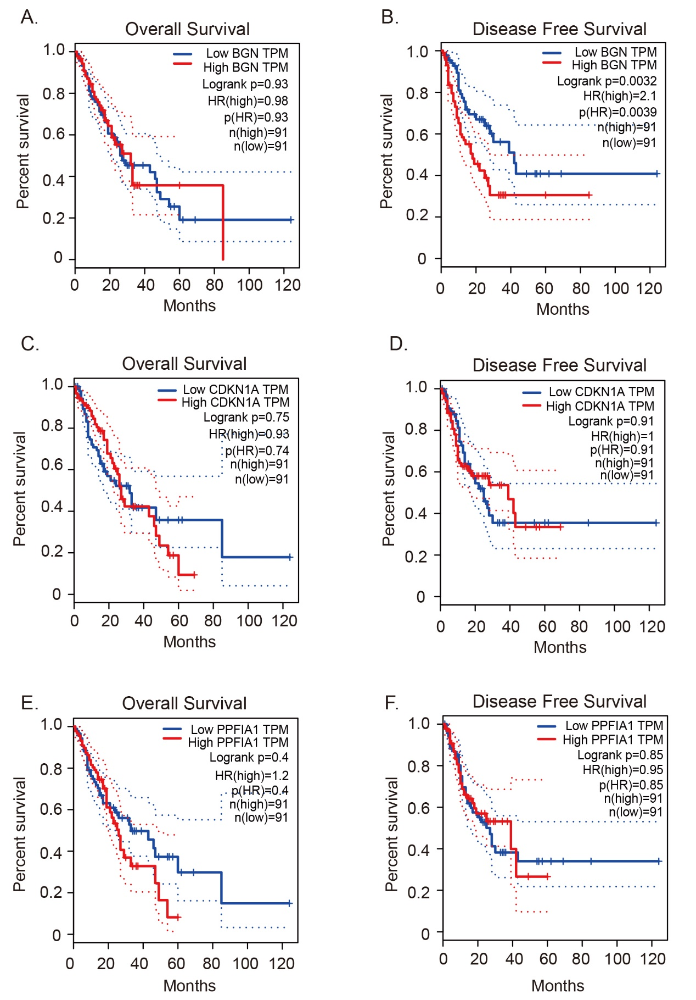 A.
Overall Survival
Low BGN TPM
High BGN TPM
Logrank p=0.93
HR(high)=0.98
p(HR)=0.93
n(high)=91
n(low)=91
Percent survival
1.0
0.8
0.6
0.4
0.2
0
0 20 40 60 80 100 120
Months
B.
Disease Free Survival
Low BGN TPM
High BGN TPM
Logrank p=0.0032
HR(high)=2.1
p(HR)=0.0039
n(high)=91
n(low)=91
Percent survival
1.0
0.8
0.6
0.4
0.2
0
0 20 40 60 80 100 120
Months
C.
Overall Survival
Low CDKN1A TPM
High CDKN1A TPM
Logrank p=0.75
HR(high)=0.93
p(HR)=0.74
n(high)=91
n(low)=91
Percent survival
1.0
0.8
0.6
0.4
0.2
0
0 20 40 60 80 100 120
Months
D.
Disease Free Survival
Low CDKN1A TPM
High CDKN1A TPM
Logrank p=0.91
HR(high)=1
p(HR)=0.91
n(high)=91
n(low)=91
Percent survival
1.0
0.8
0.6
0.4
0.2
0
0 20 40 60 80 100 120
Months
E.
Overall Survival
Low PPFIA1 TPM
High PPFIA1 TPM
Logrank p=0.4
HR(high)=1.2
p(HR)=0.4
n(high)=91
n(low)=91
Percent survival
1.0
0.8
0.6
0.4
0.2
0
0 20 40 60 80 100 120
Months
F.
Disease Free Survival
Low PPFIA1 TPM
High PPFIA1 TPM
Logrank p=0.85
HR(high)=0.95
p(HR)=0.85
n(high)=91
n(low)=91
Percent survival
1.0
0.8
0.6
0.4
0.2
0
0 20 40 60 80 100 120
Months